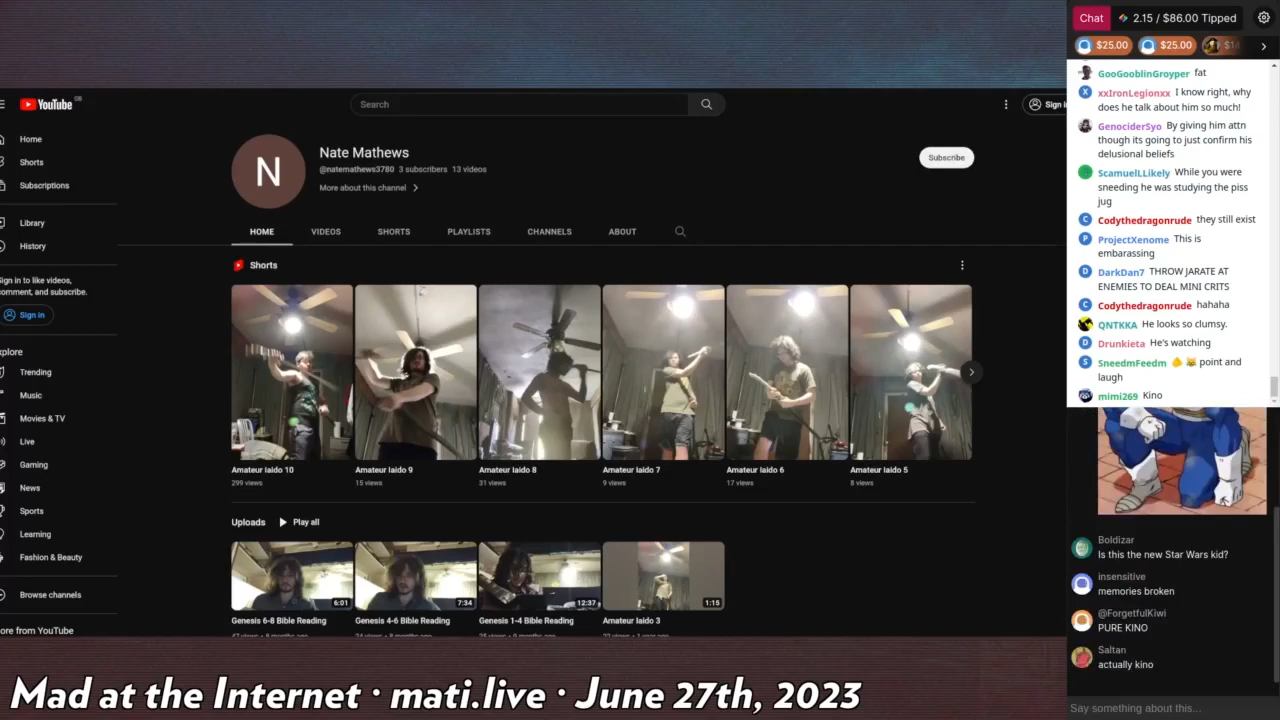 YouTube GB
Search
Sign in
Home
Shorts
Subscriptions
Library
History
Sign in to like videos,
comment, and subscribe.
Sign in
Explore
Trending
Music
Movies & TV
Live
Gaming
News
Sports
Learning
Fashion & Beauty
Browse channels
More from YouTube
Nate Mathews
@natemathews3780 3 subscribers 13 videos
More about this channel
Subscribe
HOME VIDEOS SHORTS PLAYLISTS CHANNELS ABOUT
N
Shorts
Amateur Iaido 10
299 views
Amateur Iaido 9
15 views
Amateur Iaido 8
31 views
Amateur Iaido 7
9 views
Amateur Iaido 6
17 views
Amateur Iaido 5
8 views
Uploads Play all
6:01
Genesis 6-8 Bible Reading
7:34
Genesis 4-6 Bible Reading
12:37
Genesis 1-4 Bible Reading
1:15
Amateur Iaido 3
Mad at the Internet · mati.live · June 27th, 2023
Chat 2.15 / $86.00 Tipped
$25.00 $25.00
GooGooblinGroyper fat
xxIronLegionxx I know right, why
does he talk about him so much!
GenociderSyo By giving him attn
though its going to just confirm his
delusional beliefs
ScamuelLLikely While you were
sneeding he was studying the piss
jug
Codythedragonrude they still exist
ProjectXenome This is
embarassing
DarkDan7 THROW JARATE AT
ENEMIES TO DEAL MINI CRITS
Codythedragonrude hahaha
QNTKKA He looks so clumsy.
Drunkieta He's watching
SneedmFeedm point and
laugh
mimi269 Kino
Boldizar
Is this the new Star Wars kid?
insensitive
memories broken
@ForgetfulKiwi
PURE KINO
Saltan
actually kino
Say something about this...